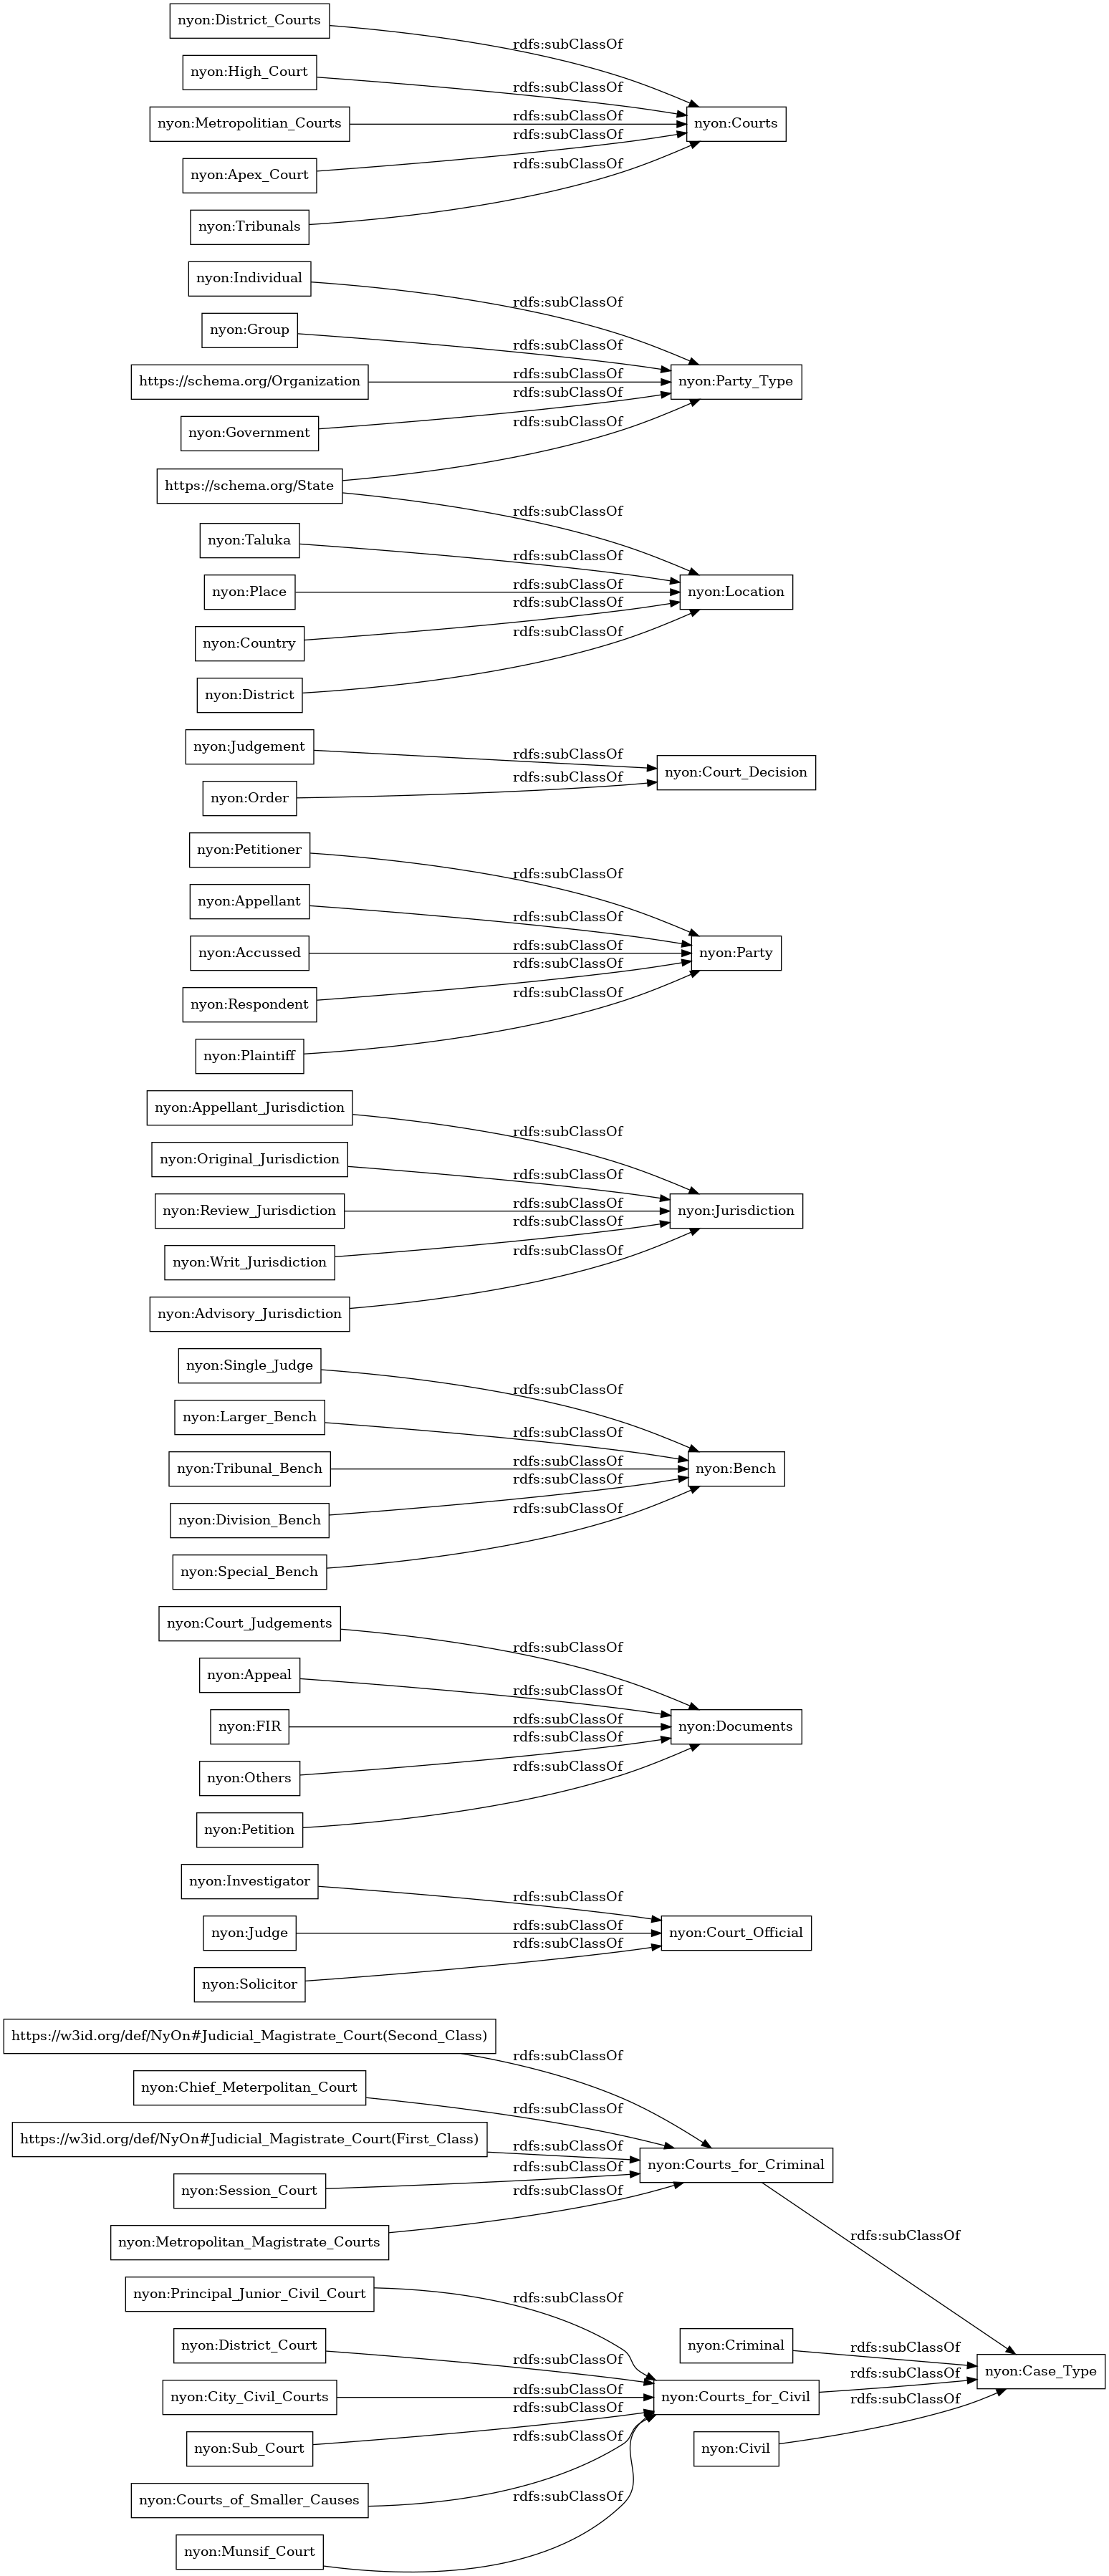 nyon:District_Courts
rdfs:subClassOf
nyon:High_Court
rdfs:subClassOf
nyon:Metropolitian_Courts
rdfs:subClassOf
nyon:Courts
rdfs:subClassOf
nyon:Apex_Court
rdfs:subClassOf
nyon:Tribunals
nyon:Individual
rdfs:subClassOf
nyon:Group
rdfs:subClassOf
https://schema.org/Organization
rdfs:subClassOf
nyon:Party_Type
rdfs:subClassOf
nyon:Government
rdfs:subClassOf
https://schema.org/State
rdfs:subClassOf
nyon:Taluka
rdfs:subClassOf
nyon:Place
rdfs:subClassOf
nyon:Location
rdfs:subClassOf
nyon:Country
rdfs:subClassOf
nyon:District
nyon:Judgement
rdfs:subClassOf
nyon:Court_Decision
rdfs:subClassOf
nyon:Order
nyon:Petitioner
rdfs:subClassOf
nyon:Appellant
rdfs:subClassOf
nyon:Accussed
rdfs:subClassOf
nyon:Party
rdfs:subClassOf
nyon:Respondent
rdfs:subClassOf
nyon:Plaintiff
nyon:Appellant_Jurisdiction
rdfs:subClassOf
nyon:Original_Jurisdiction
rdfs:subClassOf
nyon:Review_Jurisdiction
rdfs:subClassOf
nyon:Jurisdiction
rdfs:subClassOf
nyon:Writ_Jurisdiction
rdfs:subClassOf
nyon:Advisory_Jurisdiction
nyon:Single_Judge
rdfs:subClassOf
nyon:Larger_Bench
rdfs:subClassOf
nyon:Tribunal_Bench
rdfs:subClassOf
nyon:Bench
rdfs:subClassOf
nyon:Division_Bench
rdfs:subClassOf
nyon:Special_Bench
nyon:Court_Judgements
rdfs:subClassOf
nyon:Appeal
rdfs:subClassOf
nyon:FIR
rdfs:subClassOf
nyon:Documents
rdfs:subClassOf
nyon:Others
rdfs:subClassOf
nyon:Petition
nyon:Investigator
rdfs:subClassOf
nyon:Judge
rdfs:subClassOf
nyon:Court_Official
rdfs:subClassOf
nyon:Solicitor
https://w3id.org/def/NyOn#Judicial_Magistrate_Court(Second_Class)
rdfs:subClassOf
nyon:Chief_Meterpolitan_Court
rdfs:subClassOf
https://w3id.org/def/NyOn#Judicial_Magistrate_Court(First_Class)
rdfs:subClassOf
nyon:Courts_for_Criminal
rdfs:subClassOf
nyon:Session_Court
rdfs:subClassOf
nyon:Metropolitan_Magistrate_Courts
rdfs:subClassOf
nyon:Principal_Junior_Civil_Court
rdfs:subClassOf
nyon:District_Court
rdfs:subClassOf
nyon:Criminal
rdfs:subClassOf
nyon:Case_Type
rdfs:subClassOf
nyon:City_Civil_Courts
rdfs:subClassOf
nyon:Courts_for_Civil
rdfs:subClassOf
rdfs:subClassOf
nyon:Sub_Court
rdfs:subClassOf
nyon:Civil
nyon:Courts_of_Smaller_Causes
rdfs:subClassOf
nyon:Munsif_Court